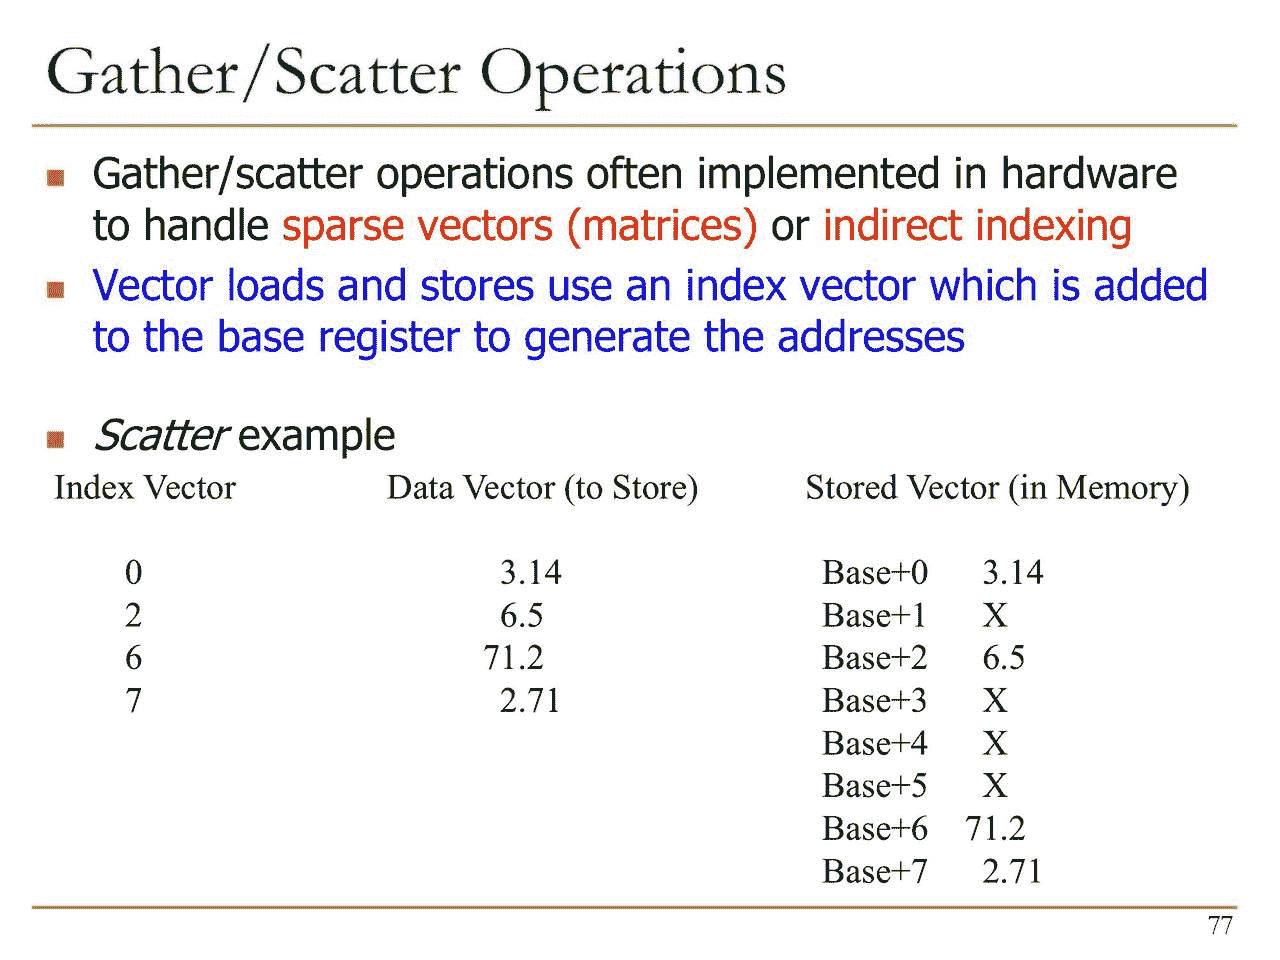 Gather/Scatter Operations
Gather/scatter operations often implemented in hardware
to handle sparse vectors (matrices) or indirect indexing
Vector loads and stores use an index vector which is added
to the base register to generate the addresses
Scatter example
Index Vector Data Vector (to Store) Stored Vector (in Memory)
0 3.14 Base+0 3.14
2 6.5 Base+1 X
6 71.2 Base+2 6.5
7 2.71 Base+3 X
Base+4 X
Base+5 X
Base+6 71.2
Base+7 2.71
77